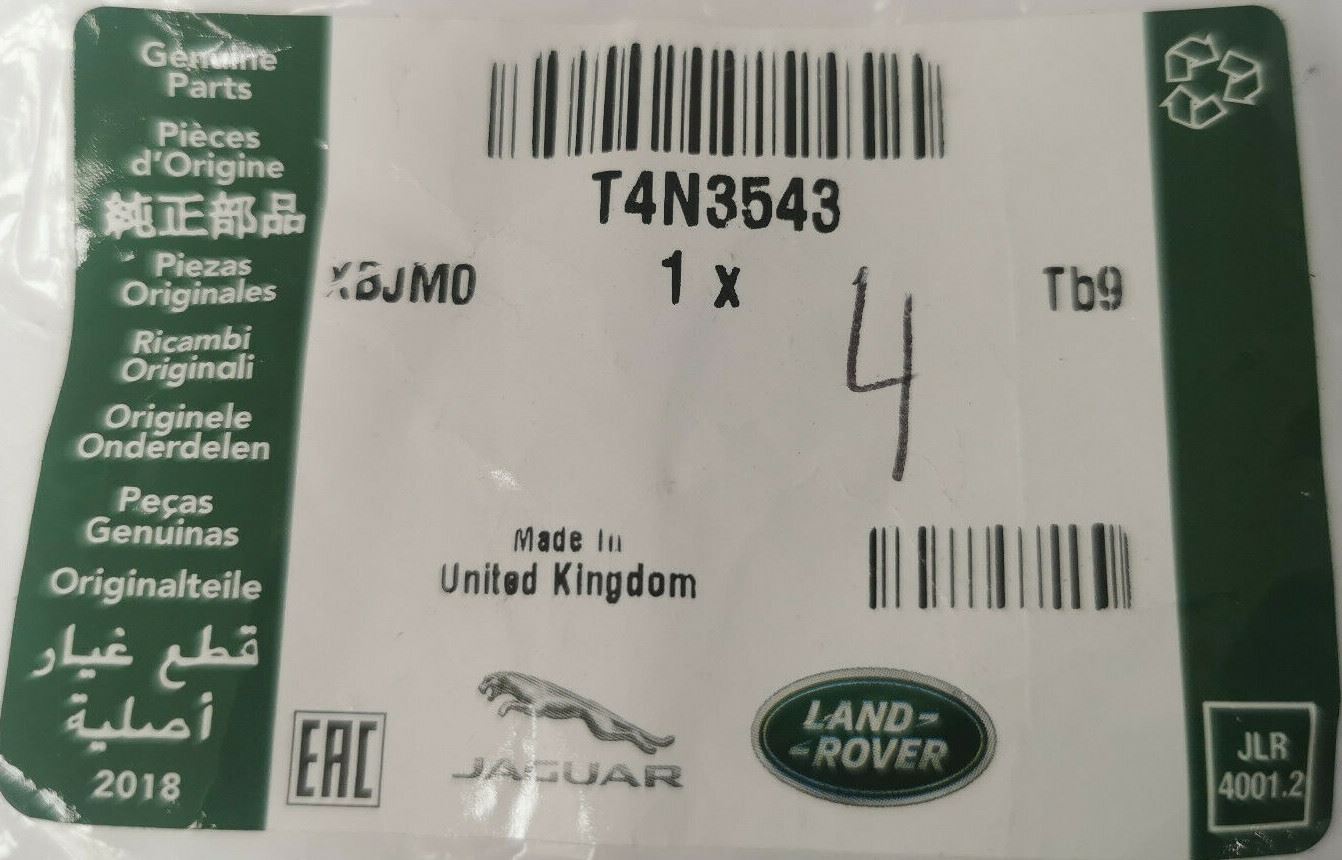 Genuine
Parts
Pièces
d'Origine
純正部品
Piezas
Originales
Ricambi
Originali
Originele
Onderdelen
Peças
Genuinas
Originalteile
قطع غيار
أصلية
2018
T4N3543
XBJM0
1 x
4
Tb9
Made In
United Kingdom
EAC
JAGUAR
LAND-
-ROVER
JLR
4001.2